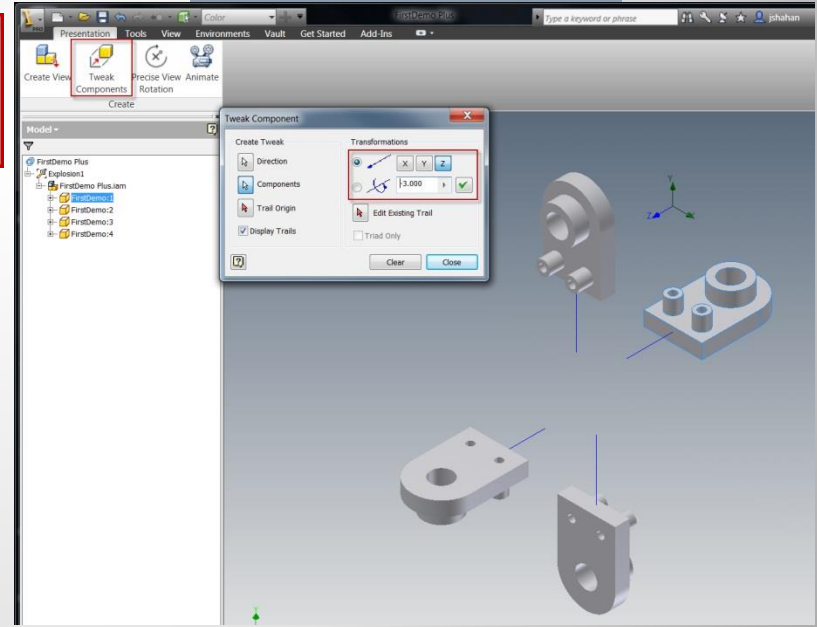 PRO
Color
FirstDemo Plus
Type a keyword or phrase
jshahan
Presentation Tools View Environments Vault Get Started Add-Ins
Create View
Tweak Components
Precise View Rotation
Animate
Create
Model
FirstDemo Plus
Explosion1
FirstDemo Plus.iam
FirstDemo:1
FirstDemo:2
FirstDemo:3
FirstDemo:4
Tweak Component
Create Tweak
Direction
Components
Trail Origin
Display Trails
Transformations
X Y Z
-3.000
Edit Existing Trail
Triad Only
Clear Close
Y
Z
X